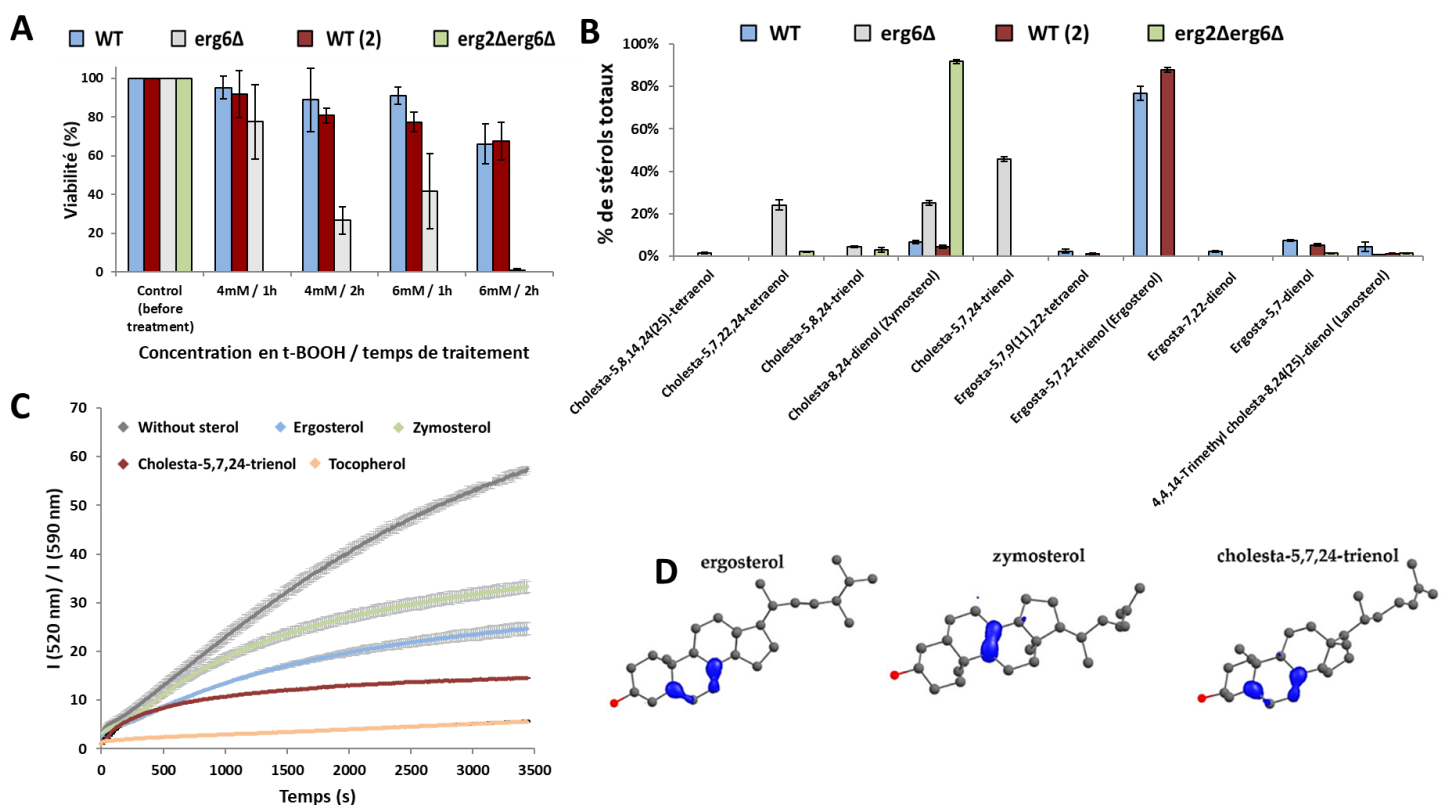 A
WT erg6Δ WT (2) erg2Δerg6Δ
Viabilité (%)
100
80
60
40
20
0
Control
(before
treatment)
4mM / 1h
4mM / 2h
6mM / 1h
6mM / 2h
Concentration en t-BOOH / temps de traitement
B
WT erg6Δ WT (2) erg2Δerg6Δ
% de stérols totaux
100%
80%
60%
40%
20%
0%
Cholesta-5,8,14,24(25)-tetraenol
Cholesta-5,7,22,24-tetraenol
Cholesta-5,8,24-trienol
Cholesta-8,24-dienol (Zymosterol)
Cholesta-5,7,24-trienol
Ergosta-5,7,9(11),22-tetraenol
Ergosta-5,7,22-trienol (Ergosterol)
Ergosta-7,22-dienol
Ergosta-5,7-dienol
4,4,14-Trimethyl cholesta-8,24(25)-dienol (Lanosterol)
C
Without sterol Ergosterol Zymosterol
Cholesta-5,7,24-trienol Tocopherol
I (520 nm) / I (590 nm)
70
60
50
40
30
20
10
0
0 500 1000 1500 2000 2500 3000 3500
Temps (s)
D
ergosterol
zymosterol
cholesta-5,7,24-trienol